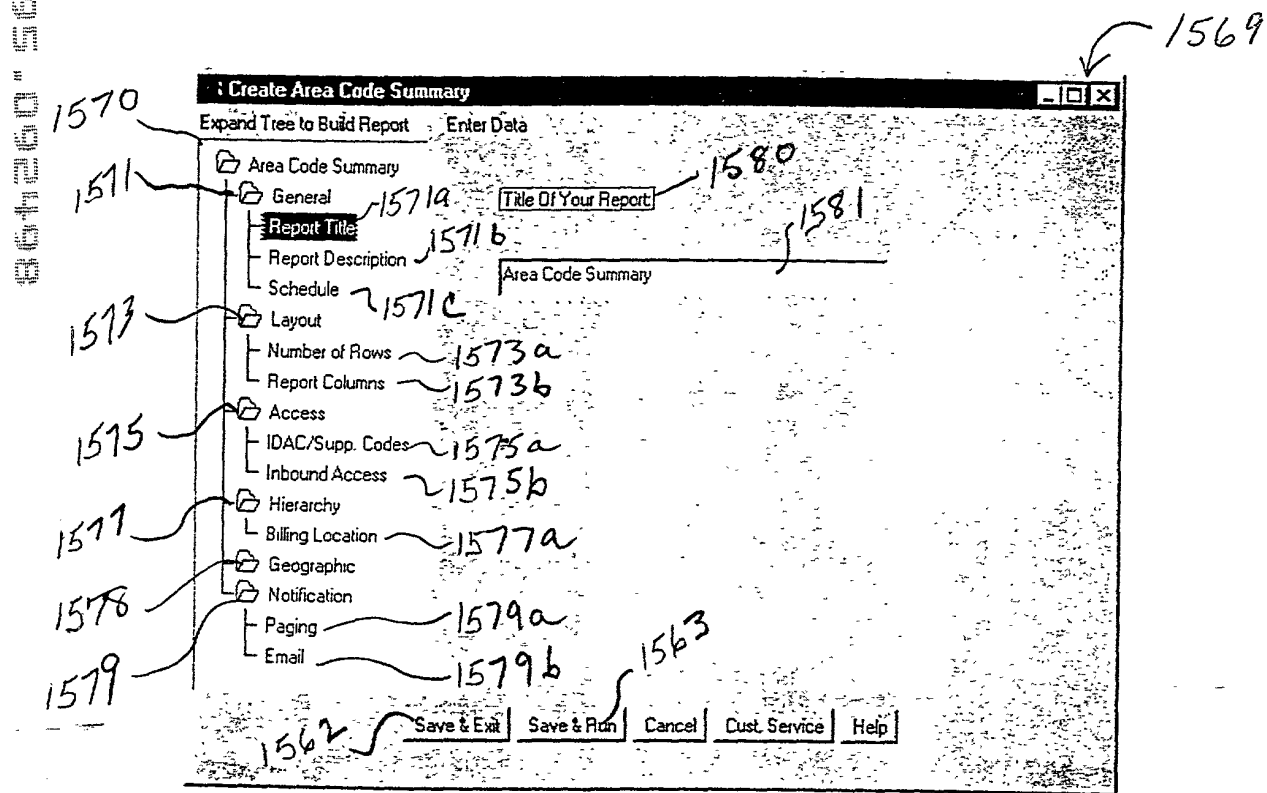 1569
Create Area Code Summary
1570
Expand Tree to Build Report Enter Data
Area Code Summary
1580
1571
General
1571a
Title Of Your Report
1581
Report Title
1571b
Report Description
Area Code Summary
Schedule
1571c
1573
Layout
Number of Rows
1573a
Report Columns
1573b
1575
Access
IDAC/Supp. Codes
1575a
Inbound Access
1575b
1577
Hierarchy
Billing Location
1577a
1578
Geographic
1579
Notification
Paging
1579a
Email
1579b
1563
1562
Save & Exit Save & Run Cancel Cust. Service Help